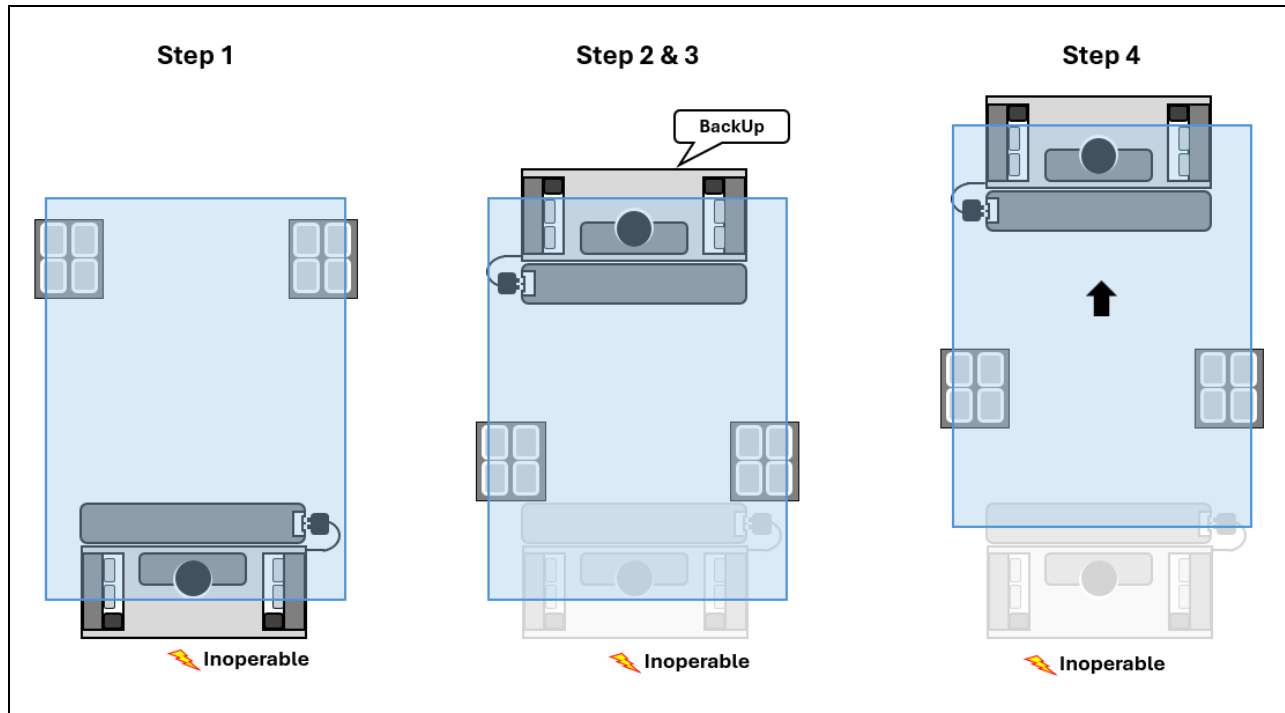 Step 1
Step 2 & 3
Step 4
BackUp
Inoperable
Inoperable
Inoperable